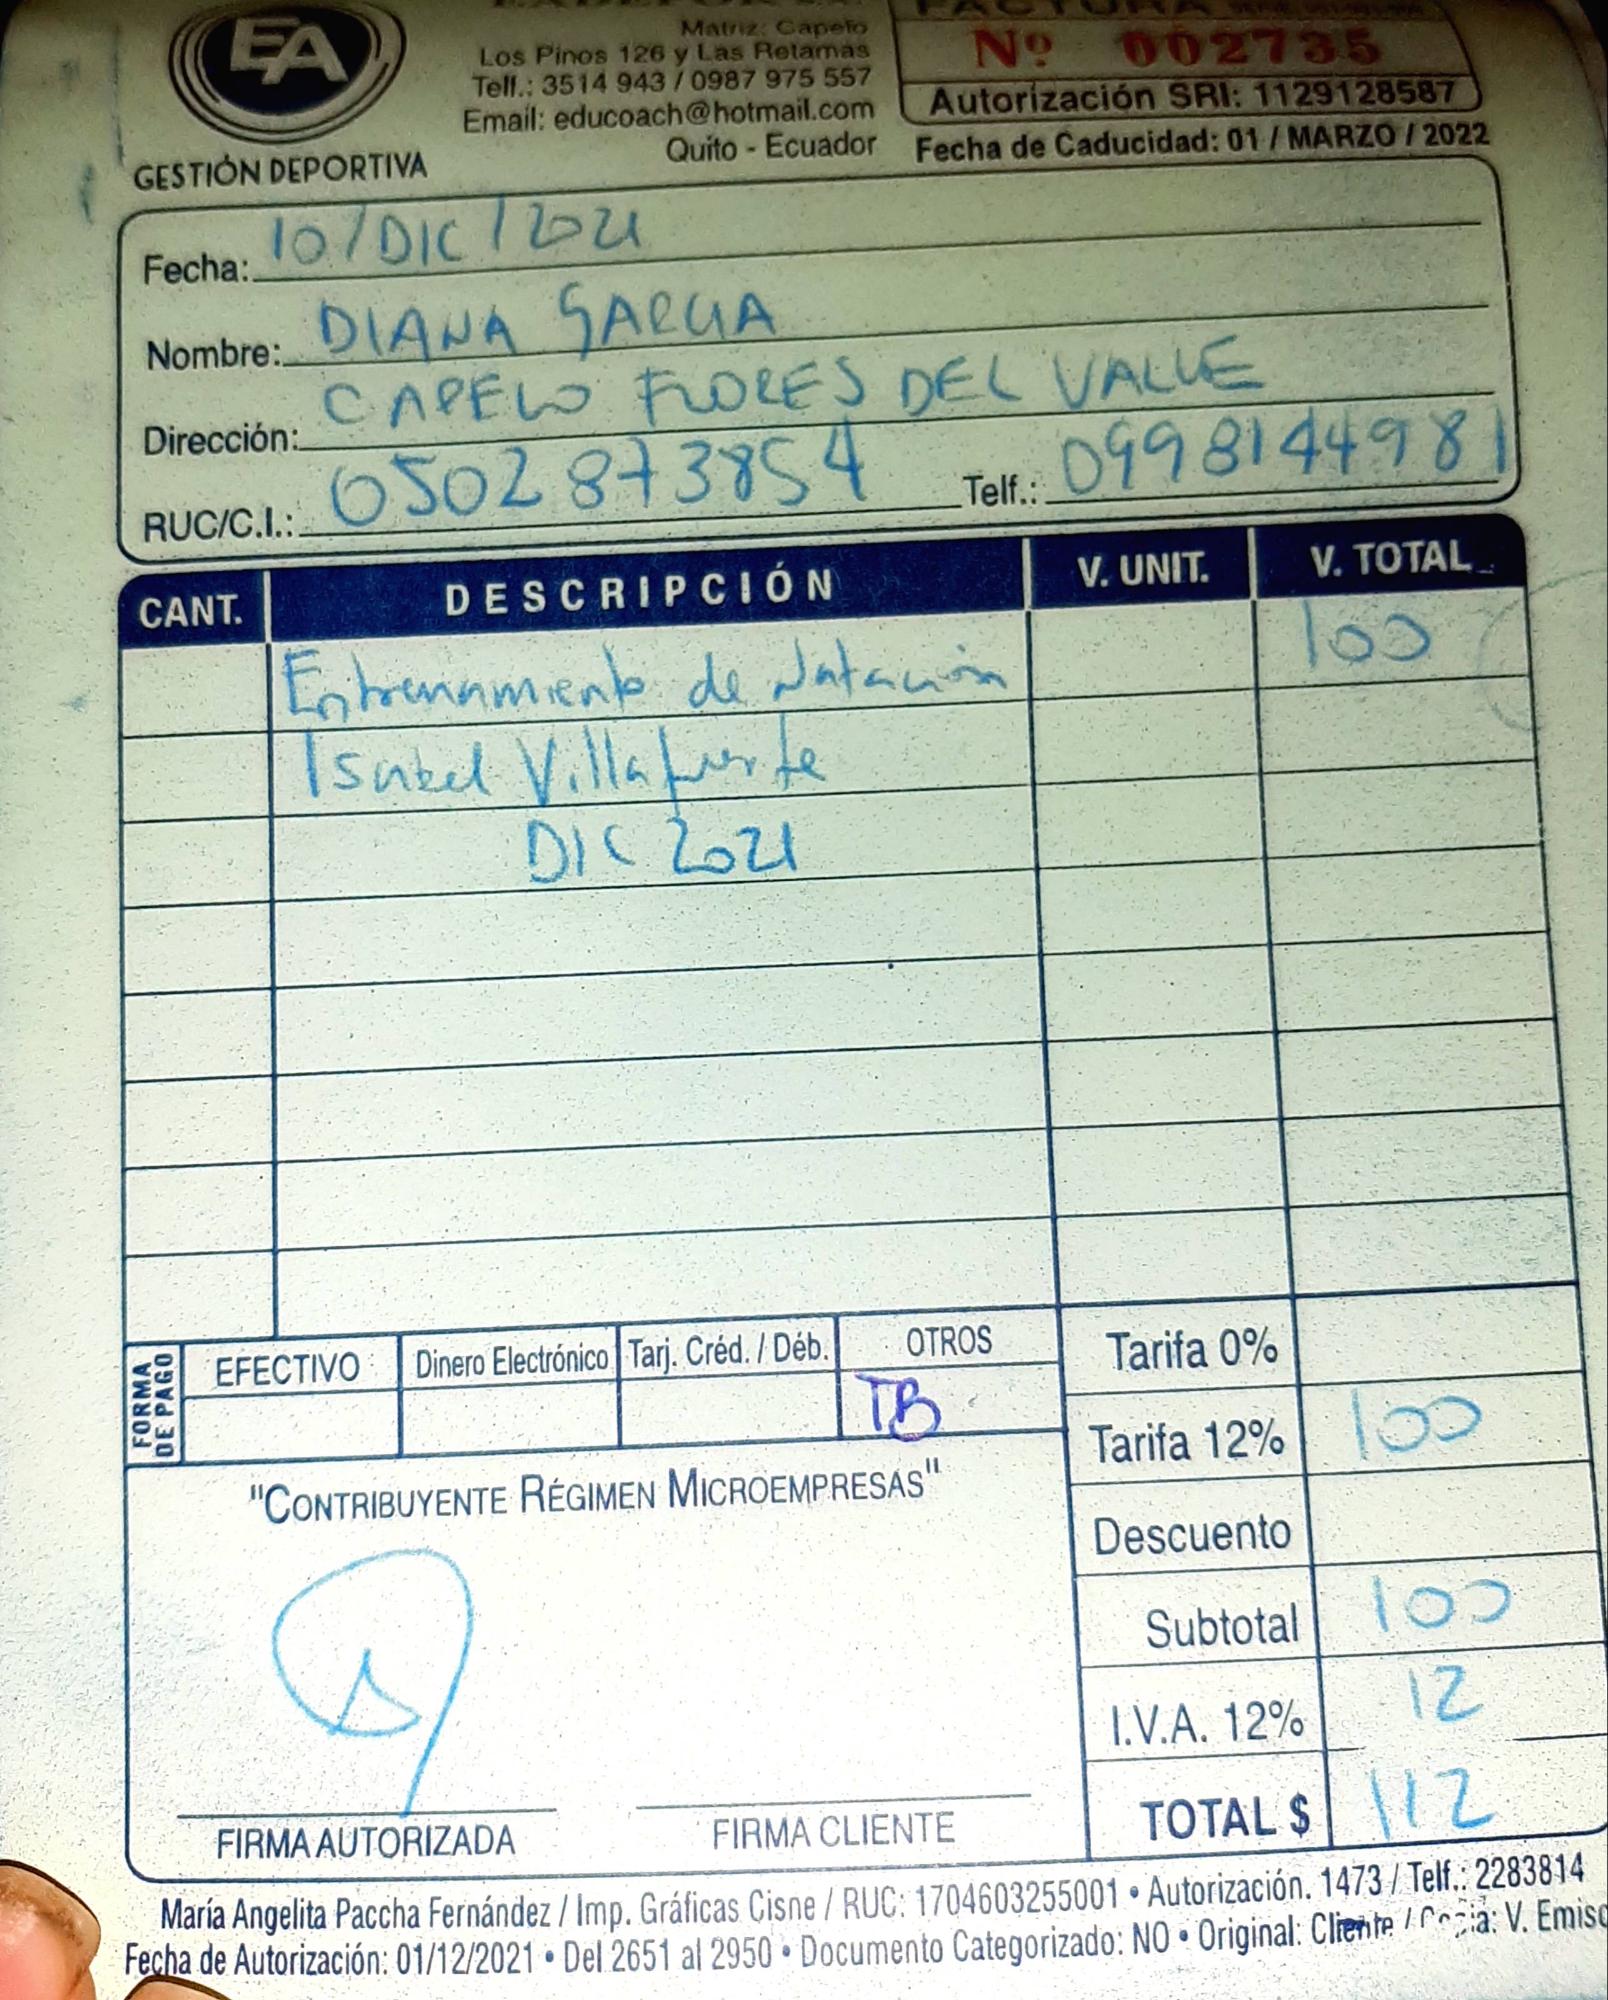 EA
GESTIÓN DEPORTIVA
Matriz: Capelo
Los Pinos 126 y Las Retamas
Telf.: 3514 943 / 0987 975 557
Email: educoach@hotmail.com
Quito - Ecuador
FACTURA
Nº 002735
Autorización SRI: 1129128587
Fecha de Caducidad: 01 / MARZO / 2022
Fecha: 10/DIC/2021
Nombre: DIANA GARCIA
Dirección: CAPELO FLORES DEL VALLE
RUC/C.I.: 0502873854 Telf.: 0998144981
CANT. DESCRIPCIÓN V. UNIT. V. TOTAL
Entrenamiento de Natación 100
Isabel Villafuerte
DIC 2021
FORMA DE PAGO
EFECTIVO Dinero Electrónico Tarj. Créd. / Déb. OTROS
TB
Tarifa 0%
Tarifa 12% 100
Descuento
Subtotal 100
I.V.A. 12% 12
TOTAL $ 112
"CONTRIBUYENTE RÉGIMEN MICROEMPRESAS"
FIRMA AUTORIZADA FIRMA CLIENTE
María Angelita Paccha Fernández / Imp. Gráficas Cisne / RUC: 1704603255001 • Autorización. 1473 / Telf.: 2283814
Fecha de Autorización: 01/12/2021 • Del 2651 al 2950 • Documento Categorizado: NO • Original: Cliente / Copia: V. Emiso